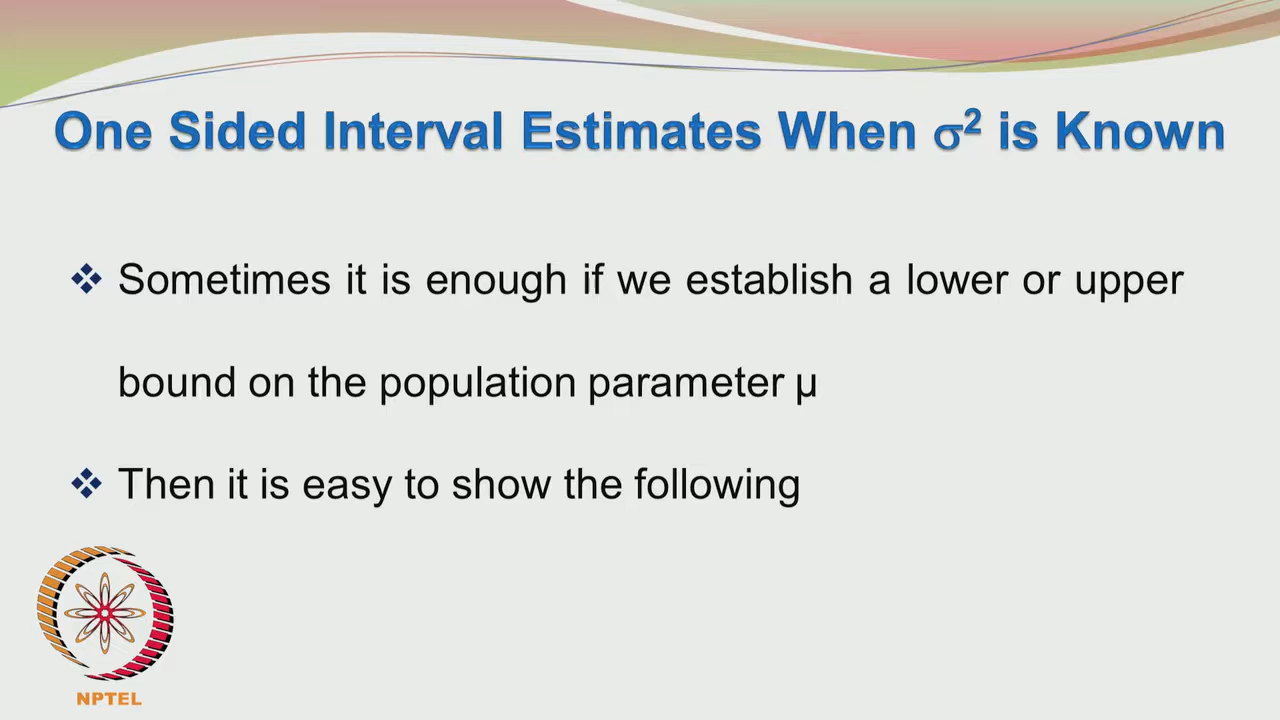 One Sided Interval Estimates When σ² is Known
❖ Sometimes it is enough if we establish a lower or upper
bound on the population parameter μ
❖ Then it is easy to show the following
NPTEL